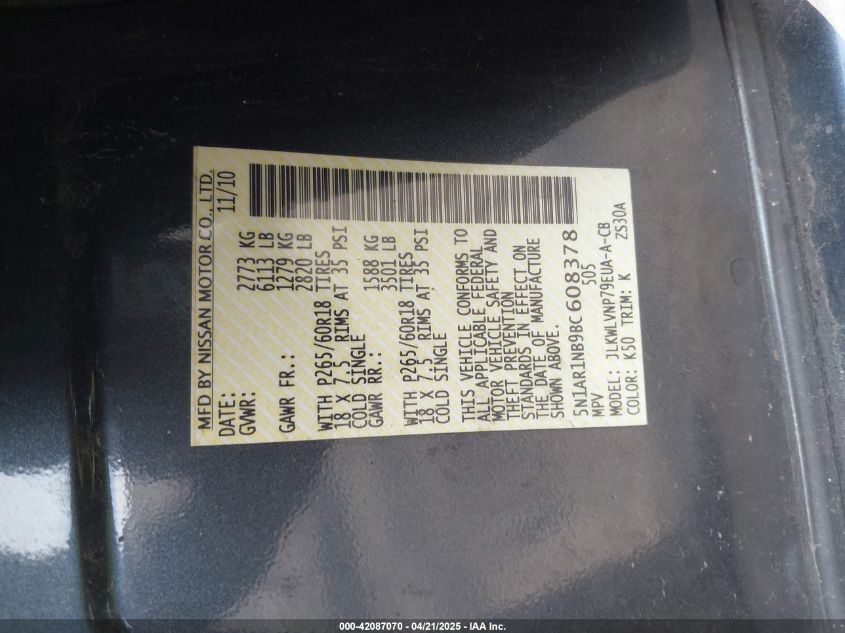 MFD BY NISSAN MOTOR CO., LTD.
DATE: 11/10
GVWR: 2773 KG
6113 LB
GAWR FR.: 1279 KG
2820 LB
WITH P265/60R18 TIRES
18 X 7.5 RIMS AT 35 PSI
COLD SINGLE
GAWR RR.: 1588 KG
3501 LB
WITH P265/60R18 TIRES
18 X 7.5 RIMS AT 35 PSI
COLD SINGLE
THIS VEHICLE CONFORMS TO
ALL APPLICABLE FEDERAL
MOTOR VEHICLE SAFETY AND
THEFT PREVENTION
STANDARDS IN EFFECT ON
THE DATE OF MANUFACTURE
SHOWN ABOVE.
5N1AR1NB9BC608378
MPV 505
MODEL: JLKWLVNP79EUA-A-CB
COLOR: K50 TRIM: K ZS30A
000-42087070 - 04/21/2025 - IAA Inc.